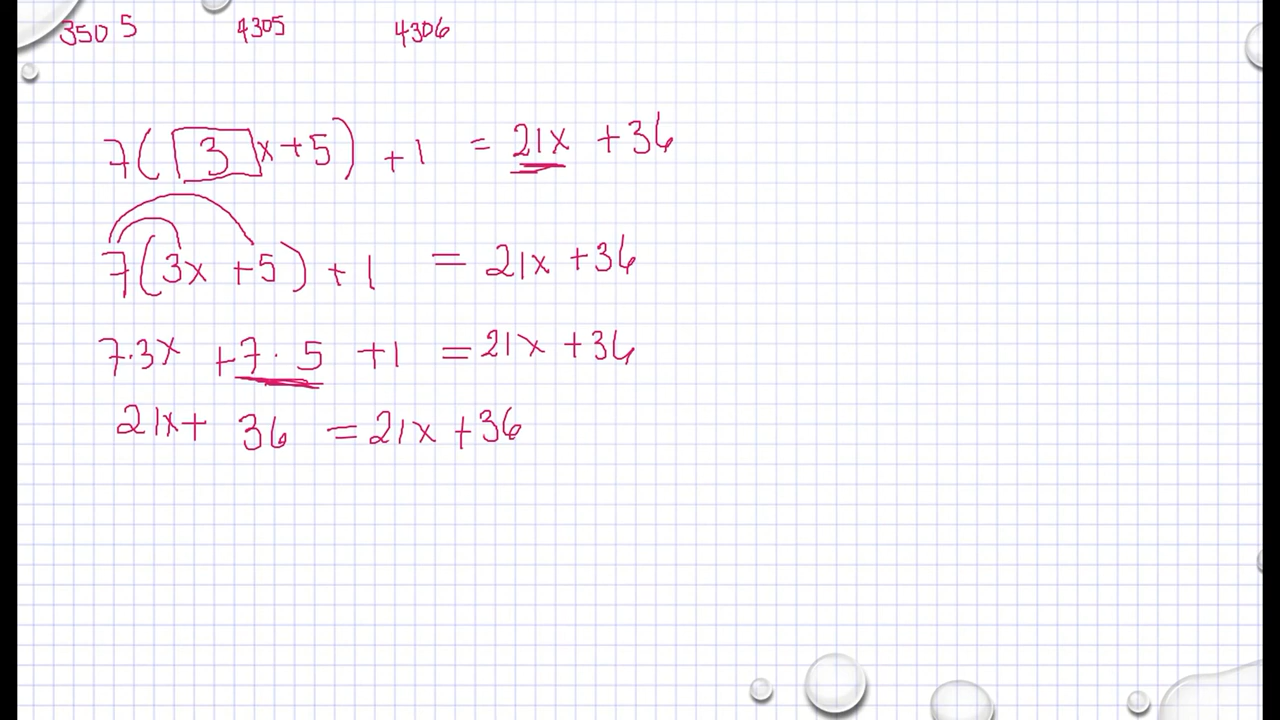 3505 4305 4306
7(3x+5)+1 = 21x +36
7(3x +5)+1 = 21x +36
7·3x +7·5 +1 = 21x +36
21x + 36 = 21x +36